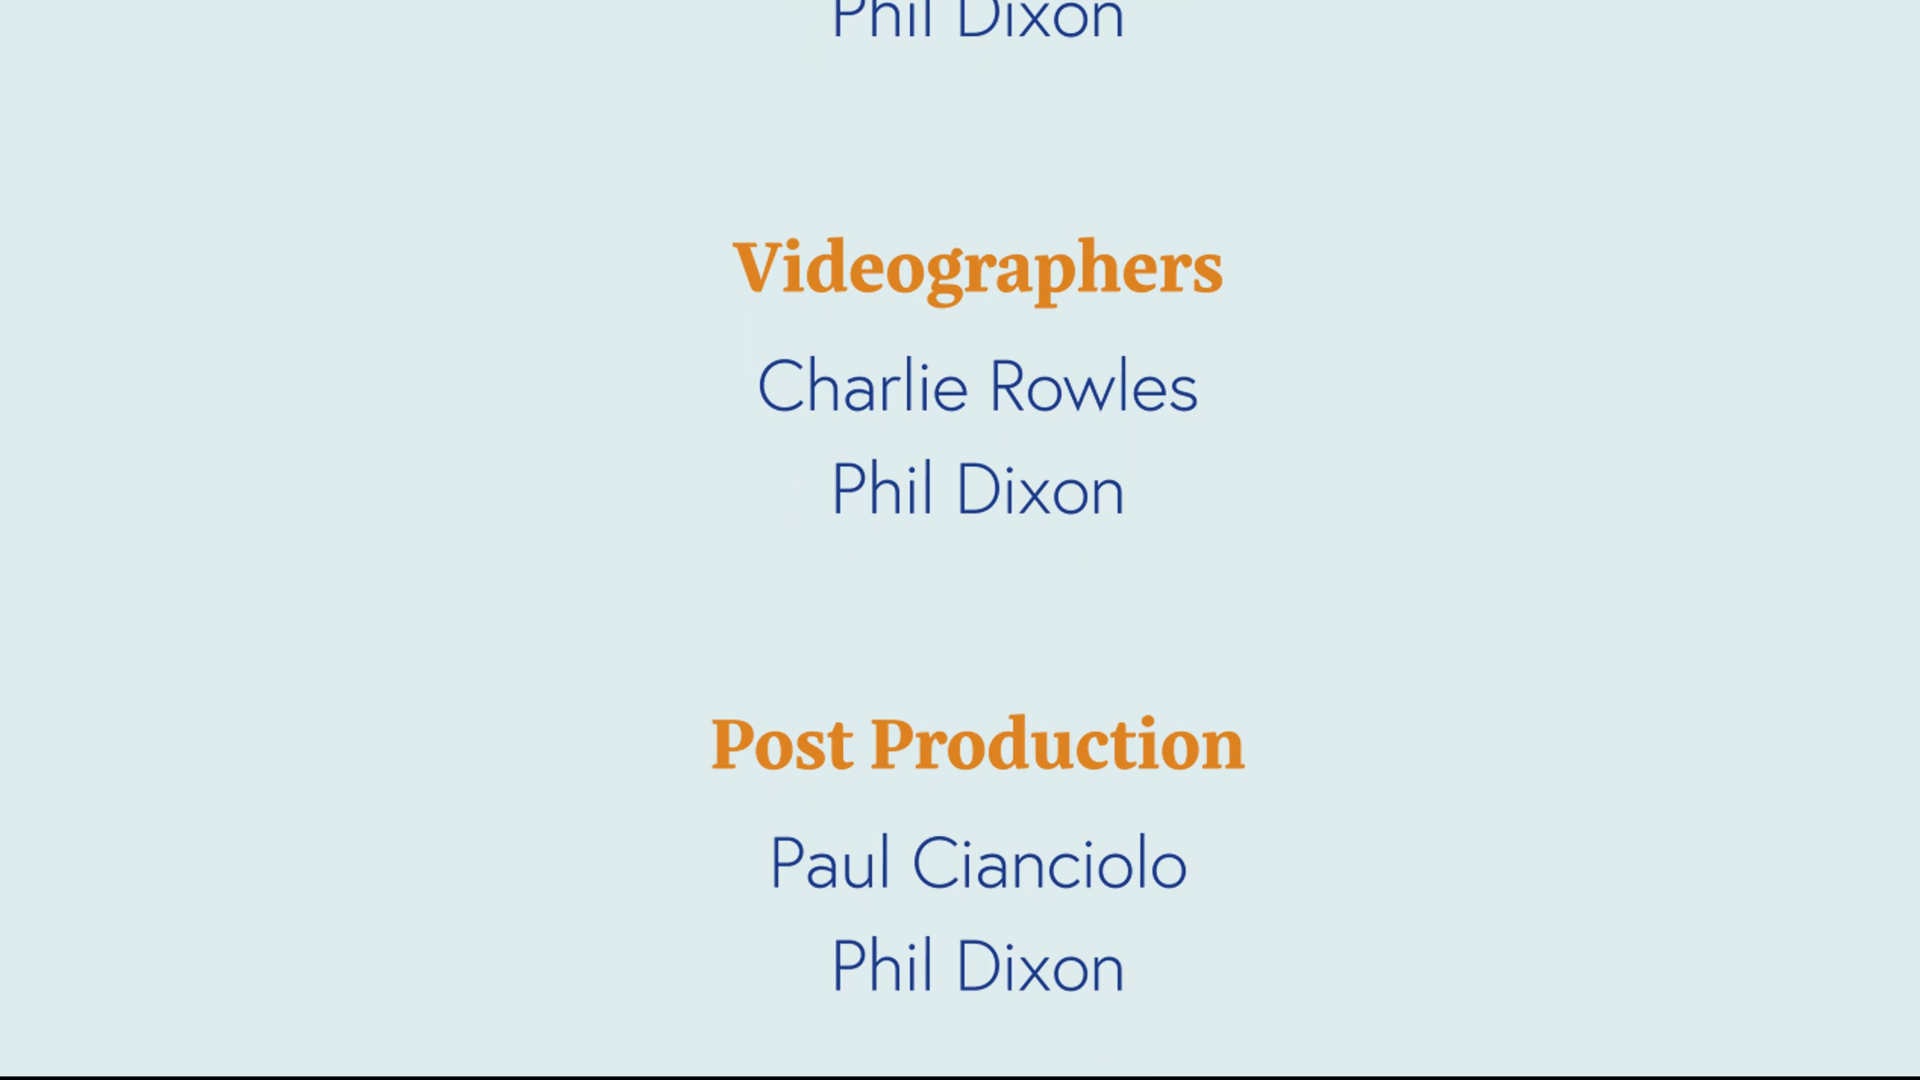 Phil Dixon
Videographers
Charlie Rowles
Phil Dixon
Post Production
Paul Cianciolo
Phil Dixon